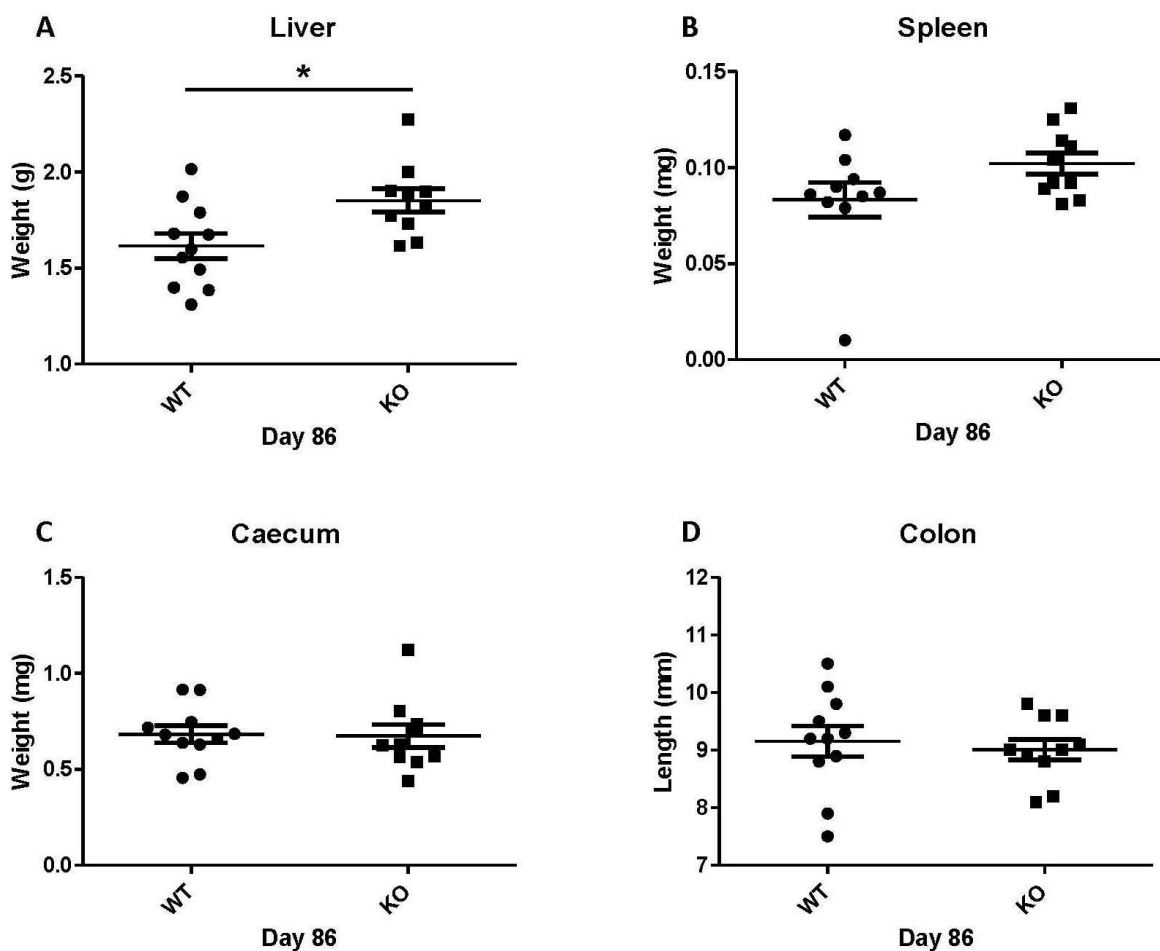 A
Liver
*
Weight (g)
2.5
2.0
1.5
1.0
WT
KO
Day 86
B
Spleen
Weight (mg)
0.15
0.10
0.05
0.00
WT
KO
Day 86
C
Caecum
Weight (mg)
1.5
1.0
0.5
0.0
WT
KO
Day 86
D
Colon
Length (mm)
12
11
10
9
8
7
WT
KO
Day 86